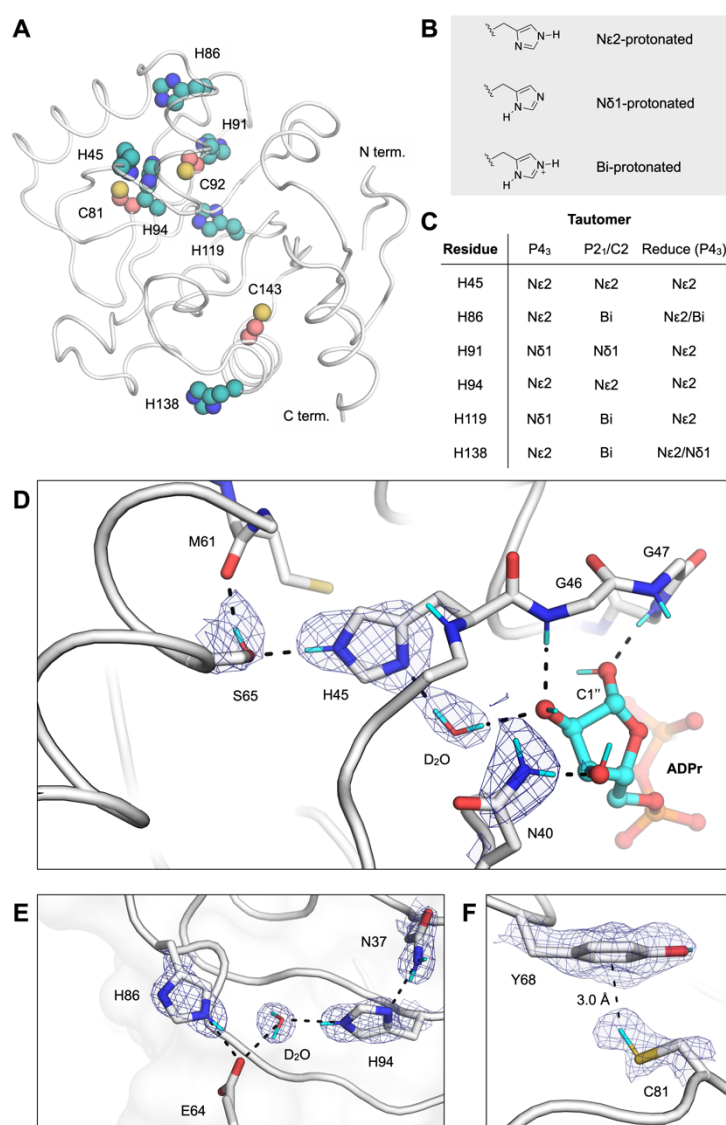 A
H86
H91
H45
N term.
C92
C81
H94
H119
C143
H138
C term.
B
N
N
H
Nε2-protonated
N
N
H
Nδ1-protonated
N
H
N
H
+
Bi-protonated
C
Tautomer
Residue P4₃ P2₁/C2 Reduce (P4₃)
H45 Nε2 Nε2 Nε2
H86 Nε2 Bi Nε2/Bi
H91 Nδ1 Nδ1 Nε2
H94 Nε2 Nε2 Nε2
H119 Nδ1 Bi Nε2
H138 Nε2 Bi Nε2/Nδ1
D
M61
G47
G46
S65
H45
C1”
D₂O
ADPr
N40
E
N37
H86
D₂O
H94
E64
F
Y68
3.0 Å
C81